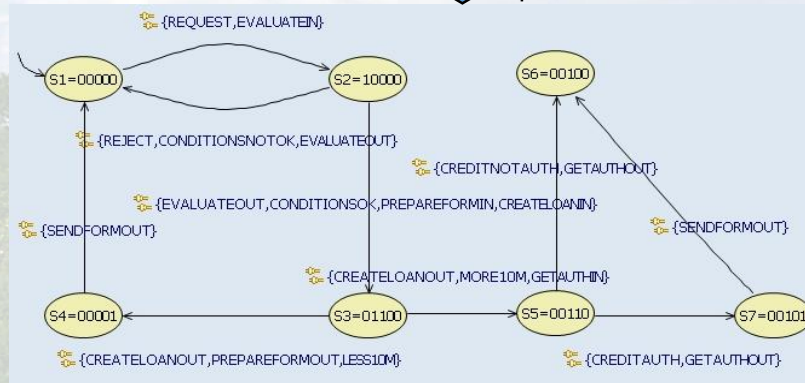 {REQUEST,EVALUATEIN}
S1=00000
S2=10000
S6=00100
{REJECT,CONDITIONSNOTOK,EVALUATEOUT}
{CREDITNOTAUTH,GETAUTHOUT}
{EVALUATEOUT,CONDITIONSOK,PREPAREFORMIN,CREATELOANIN}
{SENDFORMOUT}
{SENDFORMOUT}
{CREATELOANOUT,MORE10M,GETAUTHIN}
S4=00001
S3=01100
S5=00110
S7=00101
{CREATELOANOUT,PREPAREFORMOUT,LESS10M}
{CREDITAUTH,GETAUTHOUT}